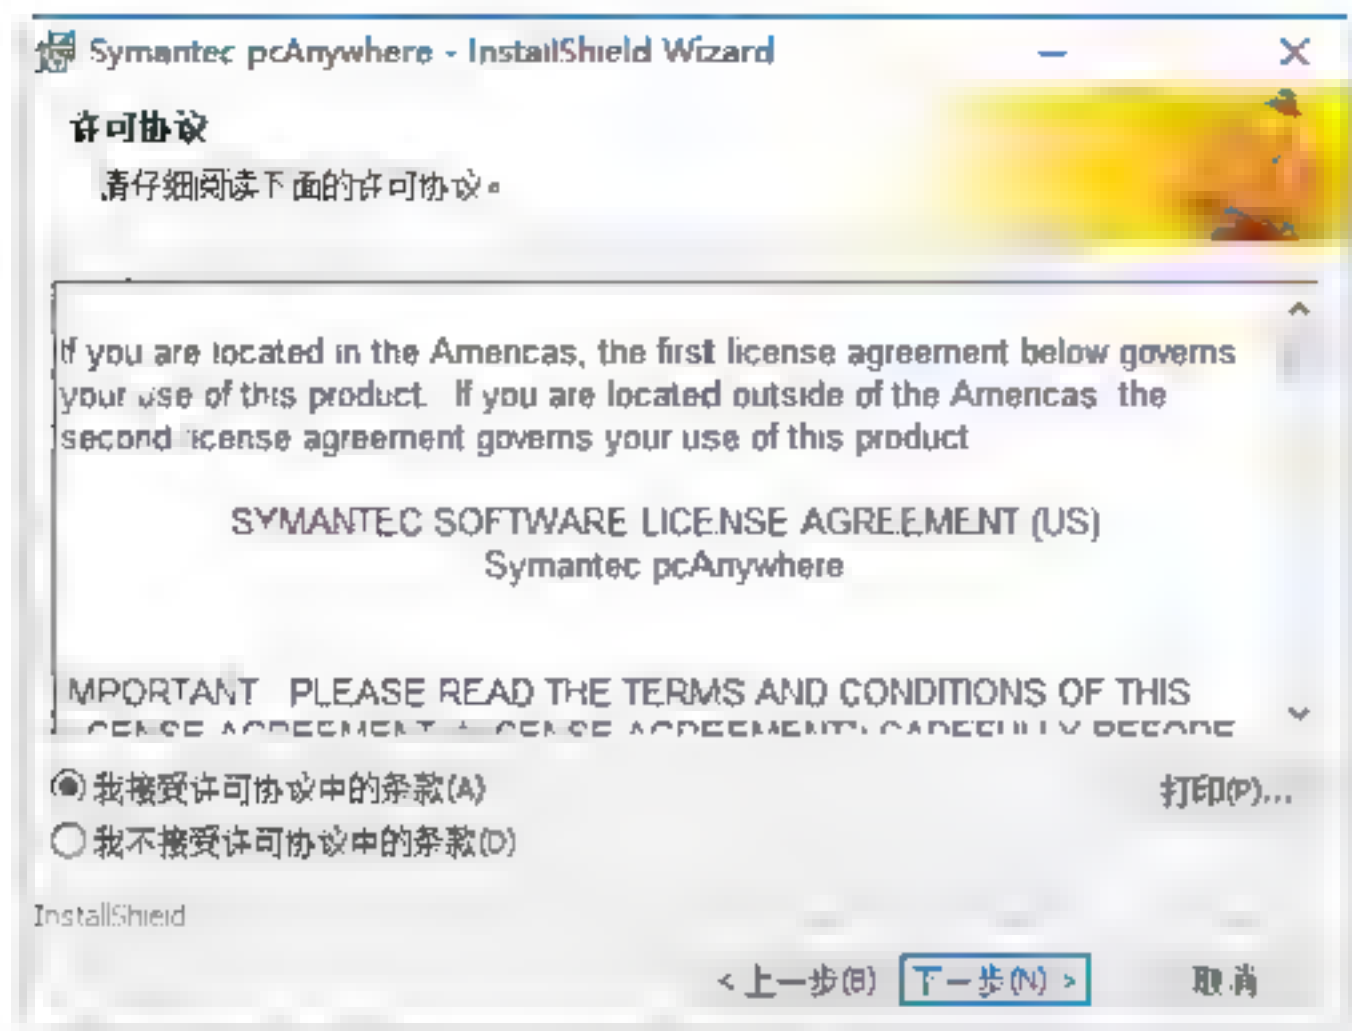 Symantec pcAnywhere - InstallShield Wizard
许可协议
请仔细阅读下面的许可协议。
If you are located in the Americas, the first license agreement below governs
your use of this product. If you are located outside of the Americas, the
second license agreement governs your use of this product
SYMANTEC SOFTWARE LICENSE AGREEMENT (US)
Symantec pcAnywhere
IMPORTANT PLEASE READ THE TERMS AND CONDITIONS OF THIS
LICENSE AGREEMENT CAREFULLY BEFORE
我接受许可协议中的条款(A)
打印(P)...
我不接受许可协议中的条款(D)
InstallShield
< 上一步(B) 下一步(N) > 取消